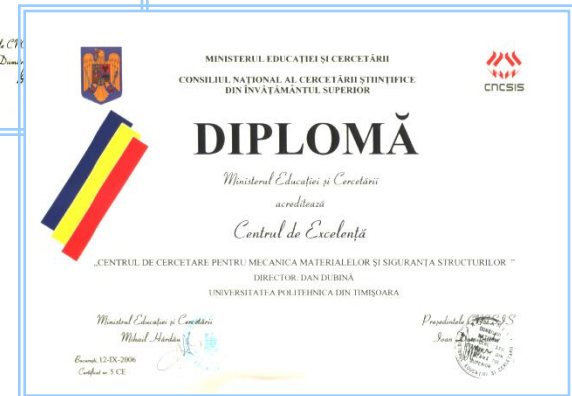 MINISTERUL EDUCAȚIEI ȘI CERCETĂRII
CONSILIUL NAȚIONAL AL CERCETĂRII ȘTIINȚIFICE
DIN ÎNVĂȚĂMÂNTUL SUPERIOR
CNCSIS
DIPLOMĂ
Ministerul Educației și Cercetării
acreditează
Centrul de Excelență
„CENTRUL DE CERCETARE PENTRU MECANICA MATERIALELOR ȘI SIGURANȚA STRUCTURILOR ”
DIRECTOR: DAN DUBINĂ
UNIVERSITATEA POLITEHNICA DIN TIMIȘOARA
Ministrul Educației și Cercetării
Mihail Hărdău
București, 12-IX-2006
Certificat nr. 5 CE
Președintele CNCSIS
Ioan